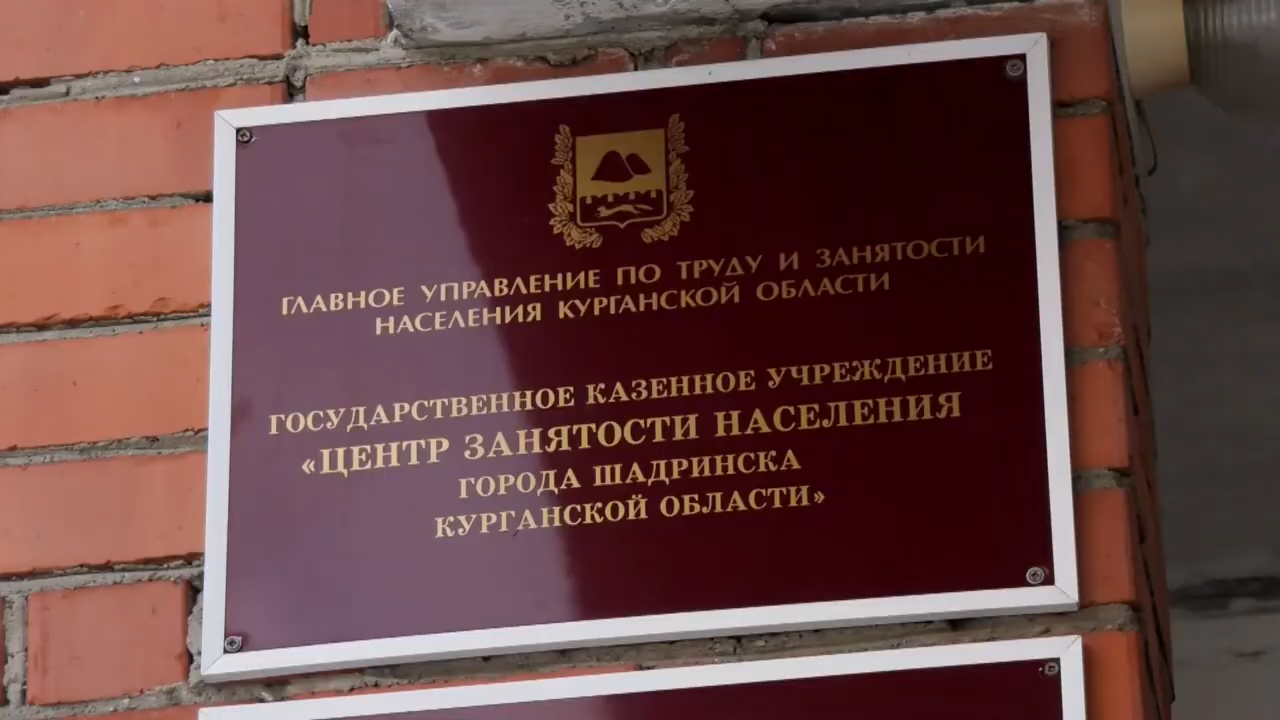 ГЛАВНОЕ УПРАВЛЕНИЕ ПО ТРУДУ И ЗАНЯТОСТИ
НАСЕЛЕНИЯ КУРГАНСКОЙ ОБЛАСТИ
ГОСУДАРСТВЕННОЕ КАЗЕННОЕ УЧРЕЖДЕНИЕ
«ЦЕНТР ЗАНЯТОСТИ НАСЕЛЕНИЯ
ГОРОДА ШАДРИНСКА
КУРГАНСКОЙ ОБЛАСТИ»